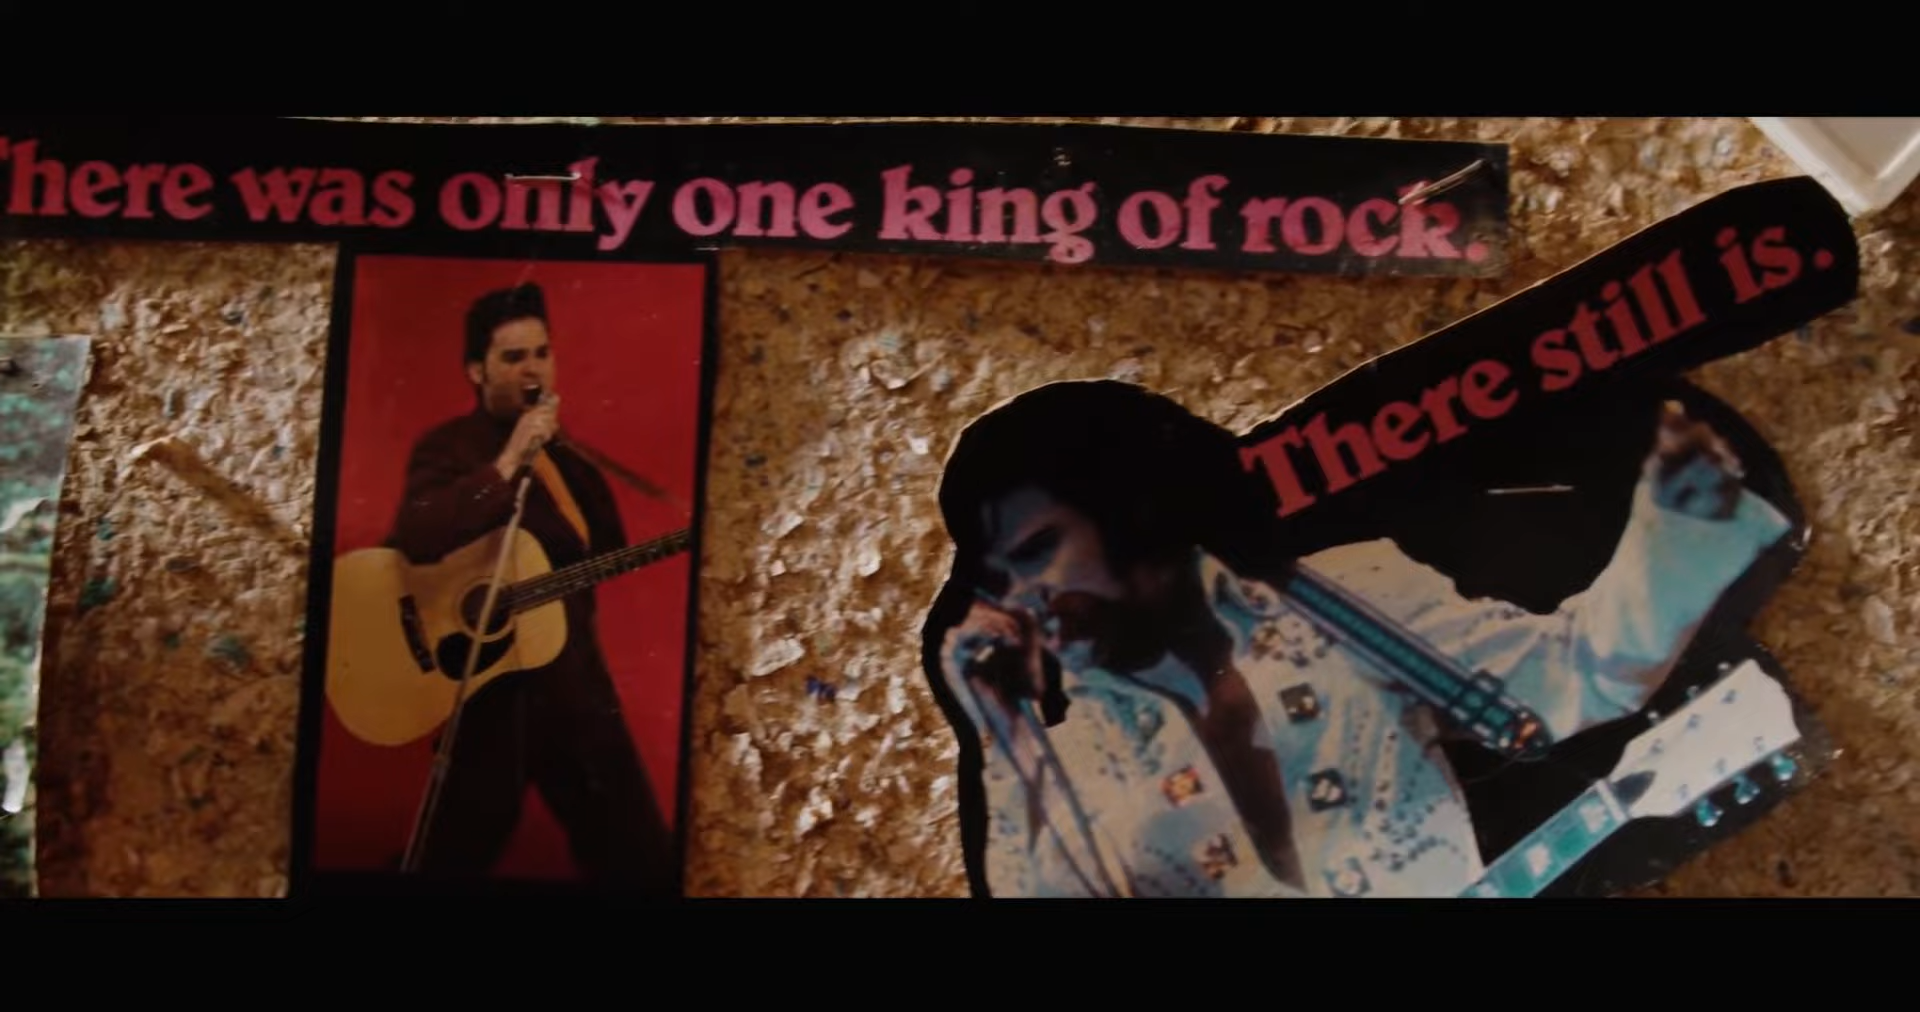 There was only one king of rock.
There still is.